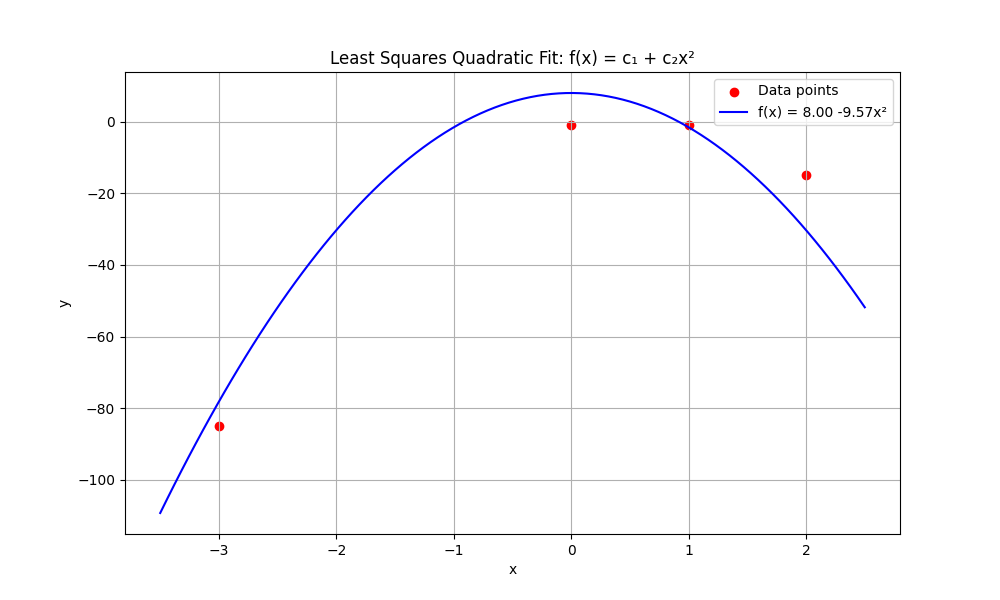 Least Squares Quadratic Fit: f(x) = c₁ + c₂x²
Data points
f(x) = 8.00 -9.57x²
0
−20
−40
−60
−80
−100
y
−3
−2
−1
0
1
2
x